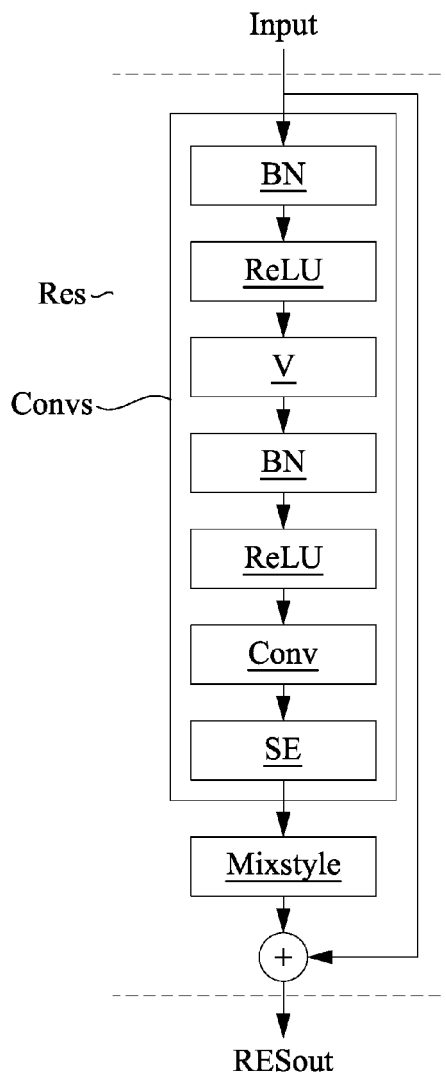 Input
BN
ReLU
Res
V
Convs
BN
ReLU
Conv
SE
Mixstyle
+
RESout